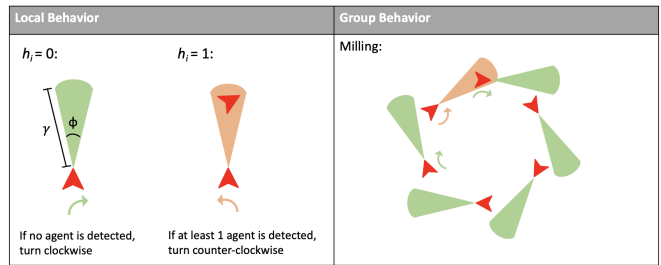 Local Behavior
Group Behavior
hᵢ = 0:
hᵢ = 1:
Milling:
γ
ϕ
If no agent is detected,
turn clockwise
If at least 1 agent is detected,
turn counter-clockwise